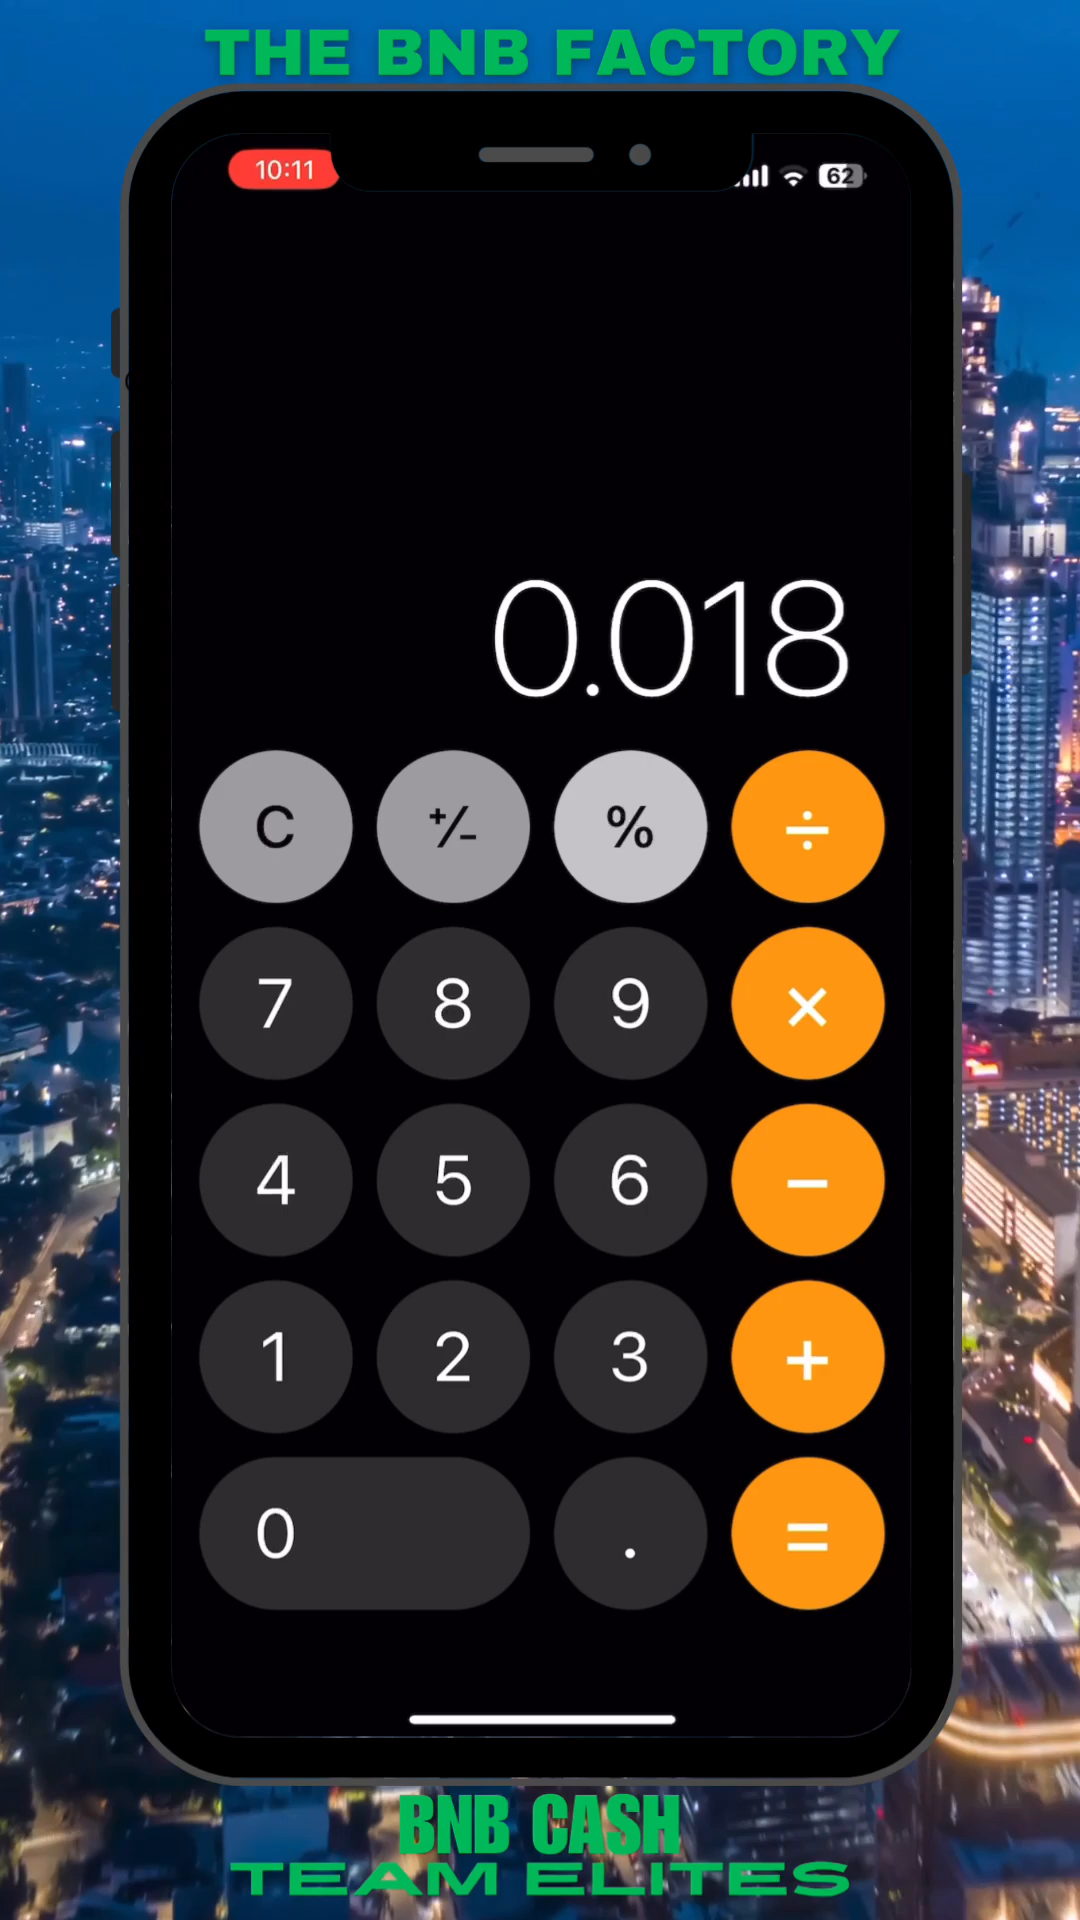 THE BNB FACTORY
10:11
62
0.018
C +/- % ÷
7 8 9 ×
4 5 6 −
1 2 3 +
0 . =
BNB CASH
TEAM ELITES